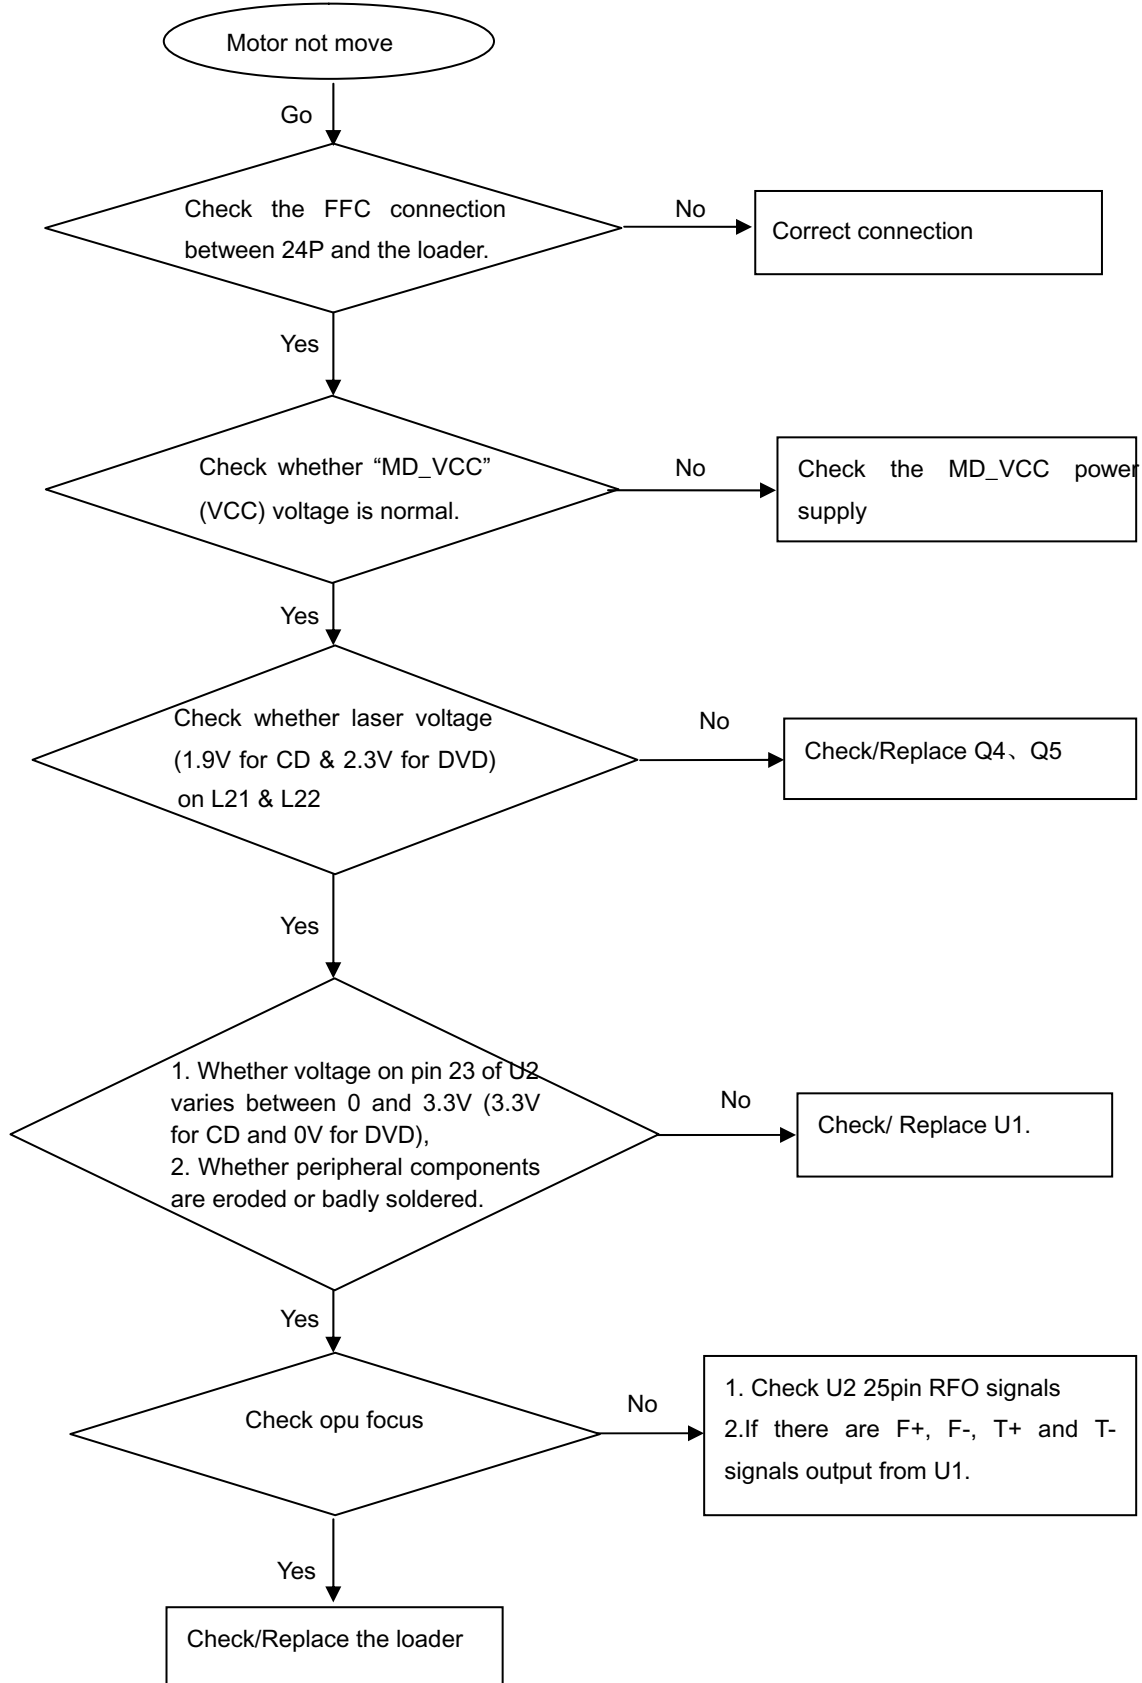 Motor not move
Go
Check the FFC connection
between 24P and the loader.
No
Correct connection
Yes
Check whether “MD_VCC”
(VCC) voltage is normal.
No
Check the MD_VCC power
supply
Yes
Check whether laser voltage
(1.9V for CD & 2.3V for DVD)
on L21 & L22
No
Check/Replace Q4、Q5
Yes
1. Whether voltage on pin 23 of U2
varies between 0 and 3.3V (3.3V
for CD and 0V for DVD),
2. Whether peripheral components
are eroded or badly soldered.
No
Check/ Replace U1.
Yes
Check opu focus
No
1. Check U2 25pin RFO signals
2.If there are F+, F-, T+ and T-
signals output from U1.
Yes
Check/Replace the loader